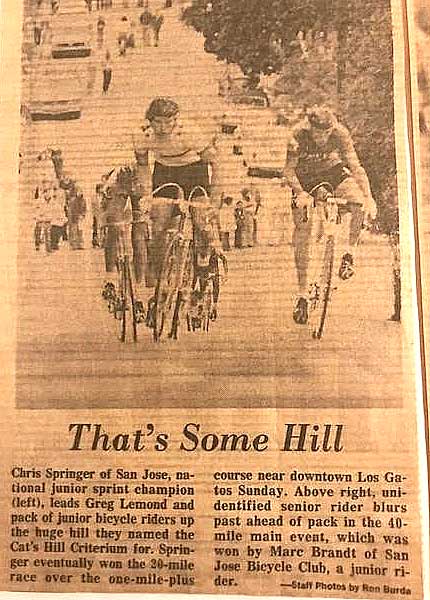 That's Some Hill
Chris Springer of San Jose, na-
tional junior sprint champion
(left), leads Greg Lemond and
pack of junior bicycle riders up
the huge hill they named the
Cat's Hill Criterium for. Sprin-
ger eventually won the 20-mile
race over the one-mile-plus
course near downtown Los Ga-
tos Sunday. Above right, uni-
dentified senior rider blurs
past ahead of pack in the 40-
mile main event, which was
won by Marc Brandt of San
Jose Bicycle Club, a junior ri-
der.
—Staff Photos by Ron Burda